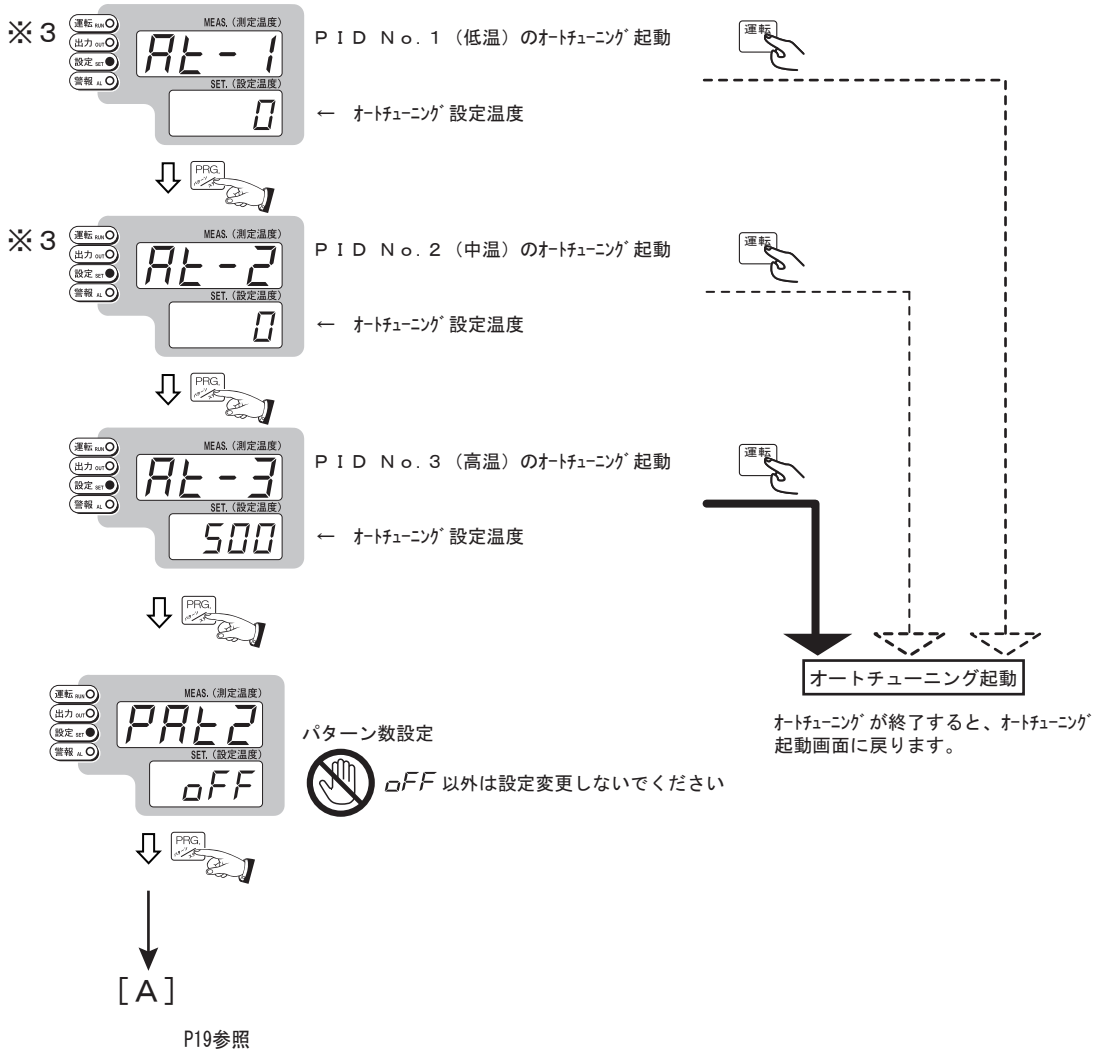 ※3
運転 RUN
出力 OUT
設定 SET
警報 AL
MEAS. (測定温度)
At-1
SET. (設定温度)
0
PID No.1 (低温) のオートチューニング起動
← オートチューニング設定温度
運転
PRG.
※3
運転 RUN
出力 OUT
設定 SET
警報 AL
MEAS. (測定温度)
At-2
SET. (設定温度)
0
PID No.2 (中温) のオートチューニング起動
← オートチューニング設定温度
運転
PRG.
運転 RUN
出力 OUT
設定 SET
警報 AL
MEAS. (測定温度)
At-3
SET. (設定温度)
500
PID No.3 (高温) のオートチューニング起動
← オートチューニング設定温度
運転
PRG.
オートチューニング起動
オートチューニングが終了すると、オートチューニング
起動画面に戻ります。
運転 RUN
出力 OUT
設定 SET
警報 AL
MEAS. (測定温度)
PAt2
SET. (設定温度)
oFF
パターン数設定
oFF 以外は設定変更しないでください
PRG.
[A]
P19参照